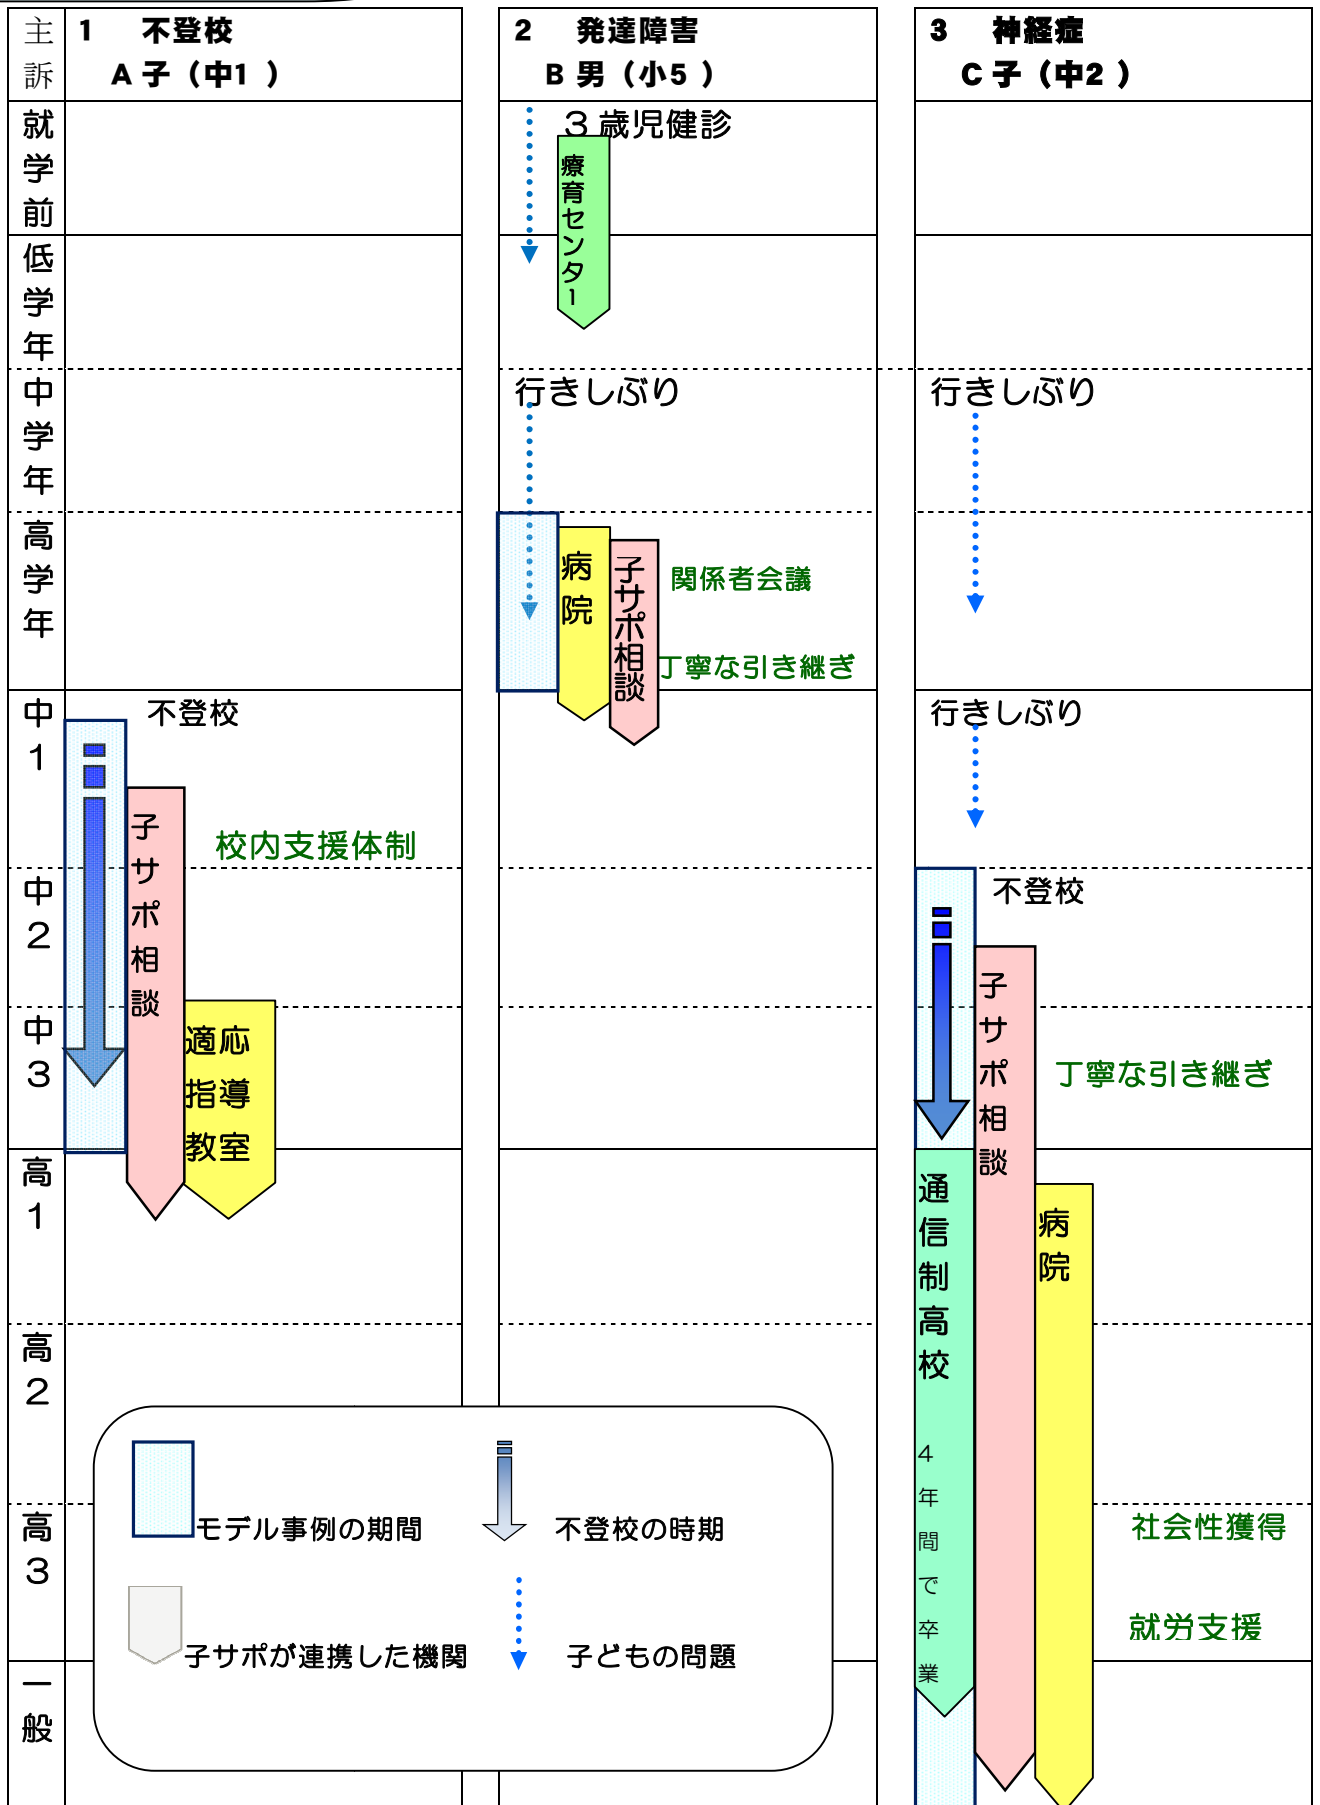 主訴
1 不登校
A 子（中1 ）
2 発達障害
B 男（小5 ）
3 神経症
C 子（中2 ）
就学前
３歳児健診
療育センター
低学年
中学年
行きしぶり
行きしぶり
高学年
病院
子サポ相談
関係者会議
丁寧な引き継ぎ
中１
不登校
行きしぶり
子サポ相談
校内支援体制
中２
不登校
子サポ相談
中３
適応
指導
教室
丁寧な引き継ぎ
高１
通信制高校 ４年間で卒業
病院
高２
高３
モデル事例の期間
不登校の時期
社会性獲得
就労支援
子サポが連携した機関
子どもの問題
一般